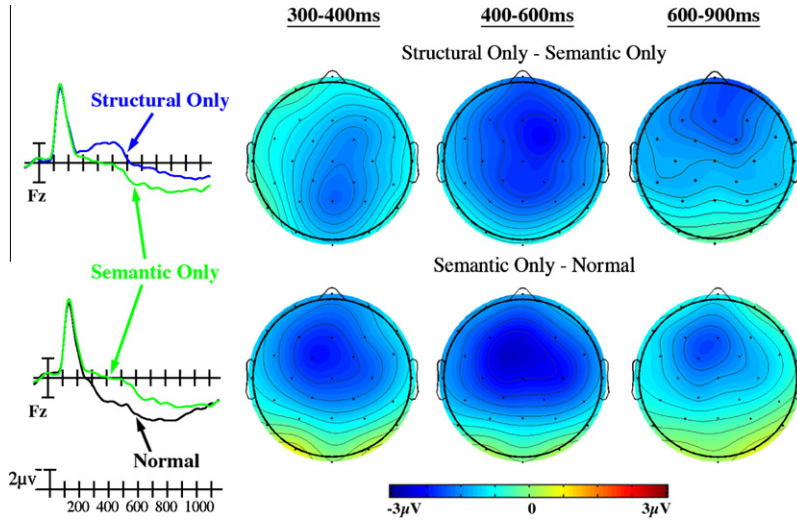 300-400ms 400-600ms 600-900ms
Structural Only - Semantic Only
Structural Only
Fz
Semantic Only
Semantic Only - Normal
Fz
Normal
2μv
200 400 600 800 1000
-3μV 0 3μV